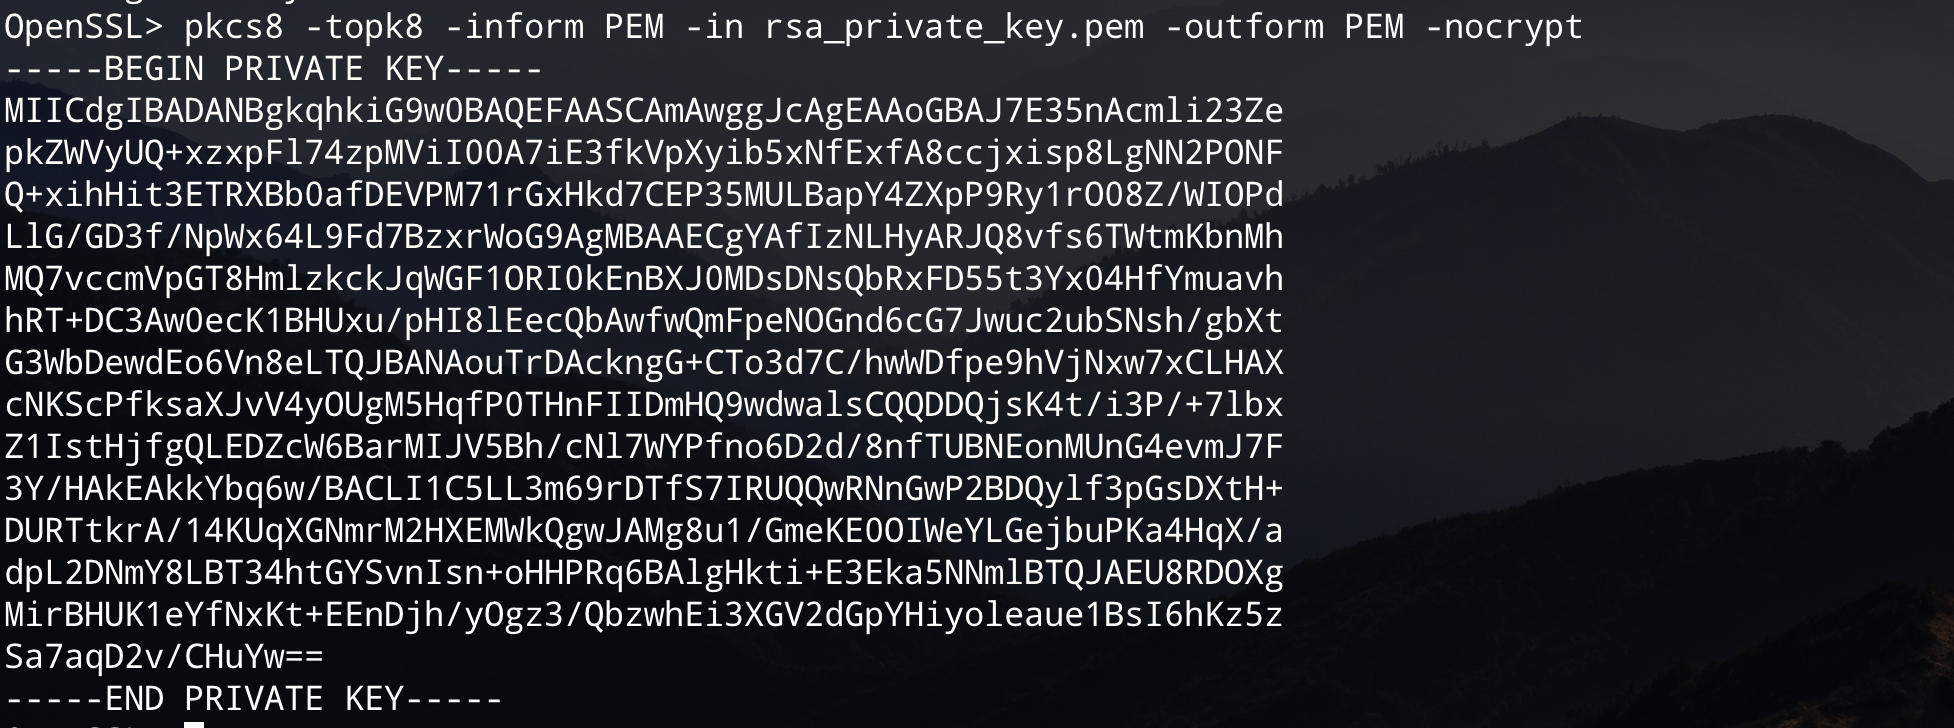 OpenSSL> pkcs8 -topk8 -inform PEM -in rsa_private_key.pem -outform PEM -nocrypt
-----BEGIN PRIVATE KEY-----
MIICdgIBADANBgkqhkiG9w0BAQEFAASCAmAwggJcAgEAAoGBAJ7E35nAcmli23Ze
pkZWVyUQ+xzxpFl74zpMViI00A7iE3fkVpXyib5xNfExfA8ccjxisp8LgNN2PONF
Q+xihHit3ETRXBb0afDEVPM71rGxHkd7CEP35MULBapY4ZXpP9Ry1rO08Z/WIOPd
LlG/GD3f/NpWx64L9Fd7BzxrWoG9AgMBAAECgYAfIzNLHyARJQ8vfs6TWtmKbnMh
MQ7vccmVpGT8HmlzkckJqWGF1ORI0kEnBXJ0MDsDNsQbRxFD55t3YxO4HfYmuavh
hRT+DC3Aw0ecK1BHUxu/pHI8lEecQbAwfwQmFpeNOGnd6cG7Jwuc2ubSNsh/gbXt
G3WbDewdEo6Vn8eLTQJBANAouTrDAckngG+CTo3d7C/hwWDfpe9hVjNxw7xCLHAX
cNKScPfksaXJvV4yOUgM5HqfP0THnFIIDmHQ9wdwalsCQQDDQjsK4t/i3P/+7lbx
Z1IstHjfgQLEDZcW6BarMIJV5Bh/cNl7WYPfno6D2d/8nfTUBNEonMUnG4evmJ7F
3Y/HAkEAkkYbq6w/BACLI1C5LL3m69rDTfS7IRUQQwRNnGwP2BDQylf3pGsDXtH+
DURTtkrA/14KUqXGNmrM2HXEMWkQgwJAMg8u1/GmeKE0OIWeYLGejbuPKa4HqX/a
dpL2DNmY8LBT34htGYSvnIsn+oHHPRq6BAlgHkti+E3Eka5NNmlBTQJAEU8RDOXg
MirBHUK1eYfNxKt+EEnDjh/yOgz3/QbzwhEi3XGV2dGpYHiyoleaue1BsI6hKz5z
Sa7aqD2v/CHuYw==
-----END PRIVATE KEY-----